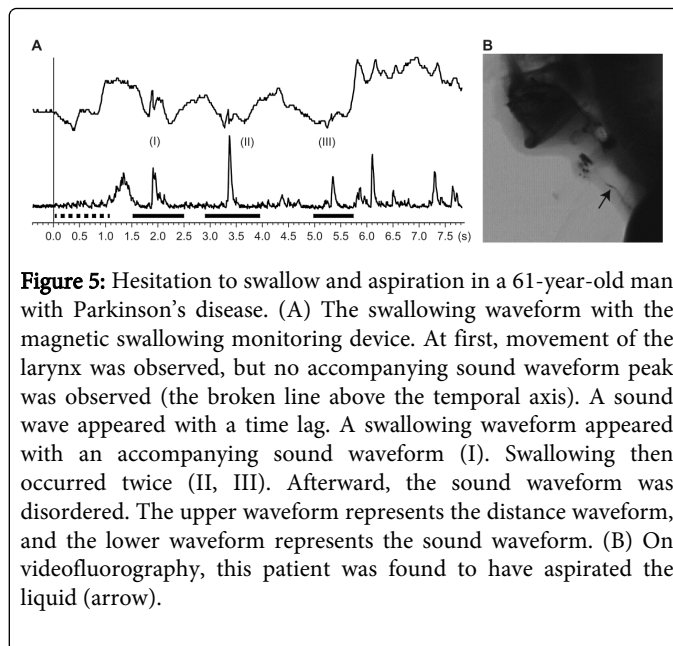 A
B
(I)
(II)
(III)
0.0 0.5 1.0 1.5 2.0 2.5 3.0 3.5 4.0 4.5 5.0 5.5 6.0 6.5 7.0 7.5 (s)
Figure 5: Hesitation to swallow and aspiration in a 61-year-old man
with Parkinson's disease. (A) The swallowing waveform with the
magnetic swallowing monitoring device. At first, movement of the
larynx was observed, but no accompanying sound waveform peak
was observed (the broken line above the temporal axis). A sound
wave appeared with a time lag. A swallowing waveform appeared
with an accompanying sound waveform (I). Swallowing then
occurred twice (II, III). Afterward, the sound waveform was
disordered. The upper waveform represents the distance waveform,
and the lower waveform represents the sound waveform. (B) On
videofluorography, this patient was found to have aspirated the
liquid (arrow).